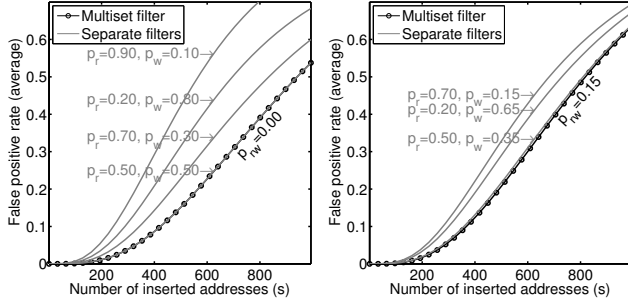 Multiset filter
Separate filters
p_r=0.90, p_w=0.10→
p_r=0.20, p_w=0.80→
p_r=0.70, p_w=0.30→
p_r=0.50, p_w=0.50→
p_rw=0.00
0
0.1
0.2
0.3
0.4
0.5
0.6
200
400
600
800
False positive rate (average)
Number of inserted addresses (s)
Multiset filter
Separate filters
p_r=0.70, p_w=0.15→
p_r=0.20, p_w=0.65→
p_r=0.50, p_w=0.35→
p_rw=0.15
0
0.1
0.2
0.3
0.4
0.5
0.6
200
400
600
800
False positive rate (average)
Number of inserted addresses (s)